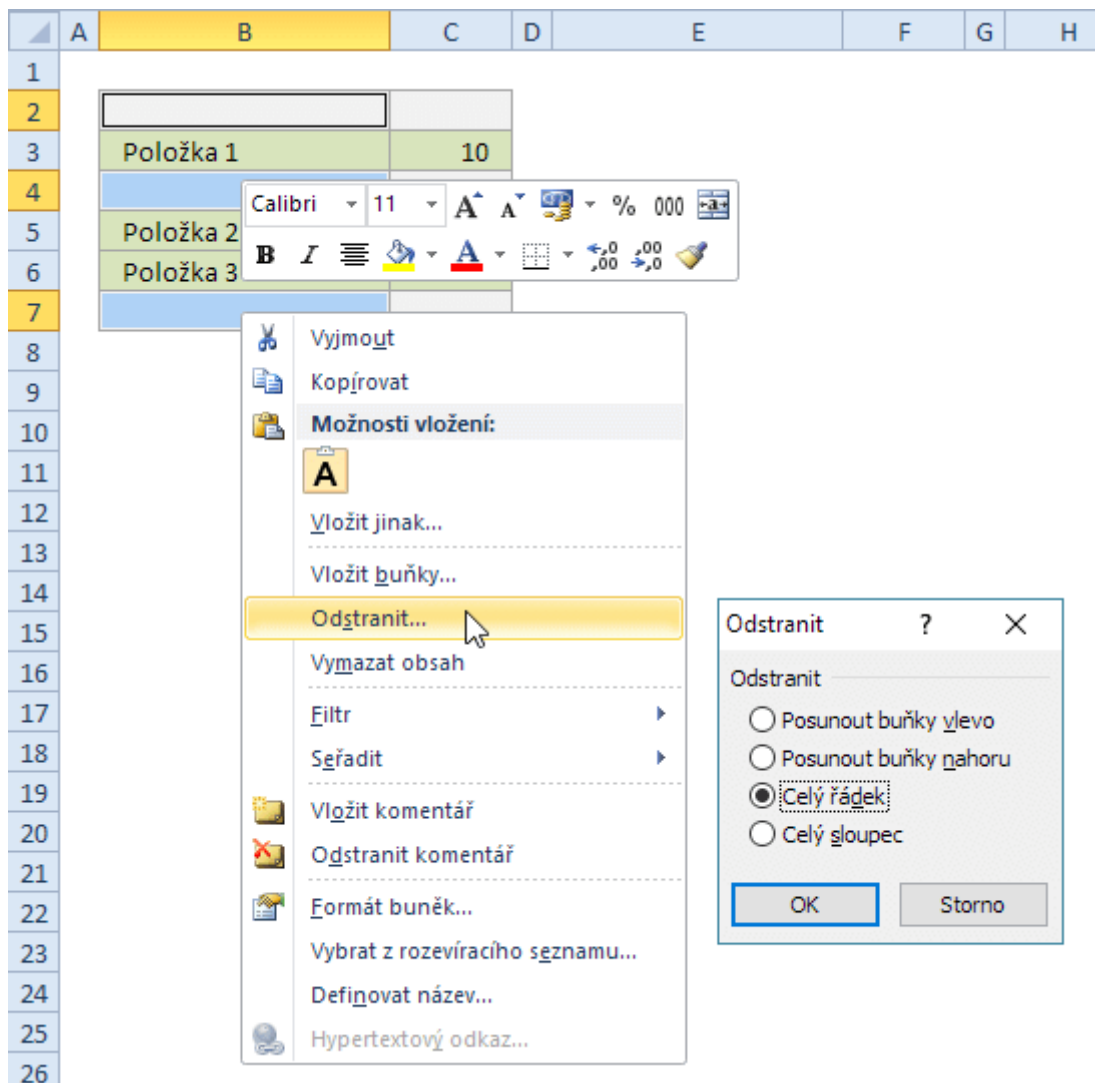 A B C D E F G H
1
2
3 Položka 1 10
4
5 Položka 2
6 Položka 3
7
8
9
10
11
12
13
14
15
16
17
18
19
20
21
22
23
24
25
26
Calibri 11 A A % 000 a
B I A ,0 ,00 ,00 ,0
Vyjmout
Kopírovat
Možnosti vložení:
A
Vložit jinak...
Vložit buňky...
Odstranit...
Vymazat obsah
Filtr
Seřadit
Vložit komentář
Odstranit komentář
Formát buněk...
Vybrat z rozevíracího seznamu...
Definovat název...
Hypertextový odkaz...
Odstranit ?
Odstranit
Posunout buňky vlevo
Posunout buňky nahoru
Celý řádek
Celý sloupec
OK Storno